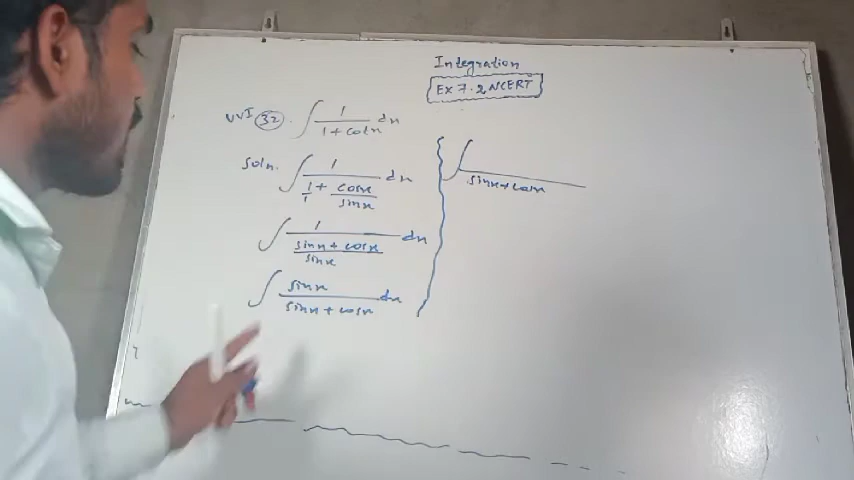 Integration
Ex 7.2 NCERT
VVI 32. ∫ 1/(1+cotx) dx
Soln. ∫ 1/(1/1 + cosx/sinx) dx
∫ 1/((sinx + cosx)/sinx) dx
∫ sinx/(sinx + cosx) dx
∫ /(sinx+cosx)